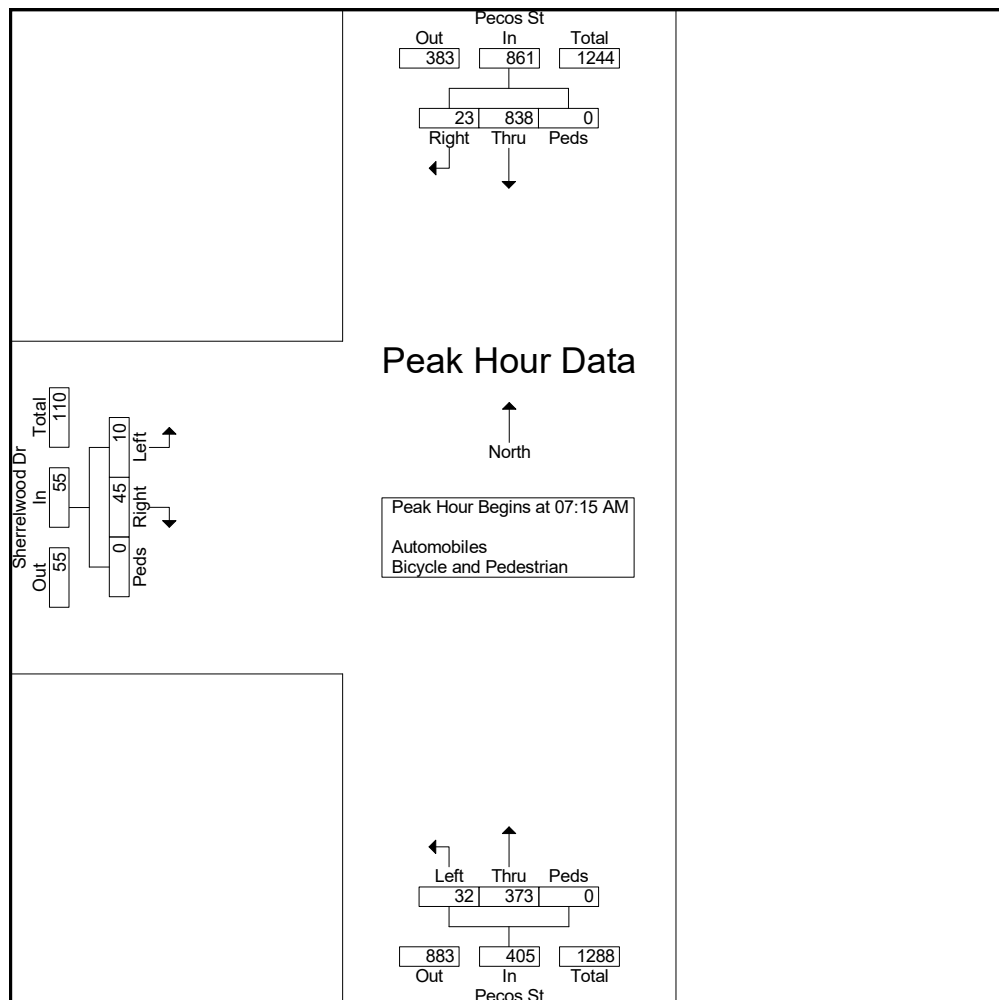 Pecos St
Out In Total
383 861 1244
23 838 0
Right Thru Peds
Peak Hour Data
North
Peak Hour Begins at 07:15 AM
Automobiles
Bicycle and Pedestrian
Sherrelwood Dr
Out In Total
55 55 110
0 45 10
Peds Right Left
Left Thru Peds
32 373 0
883 405 1288
Out In Total
Pecos St